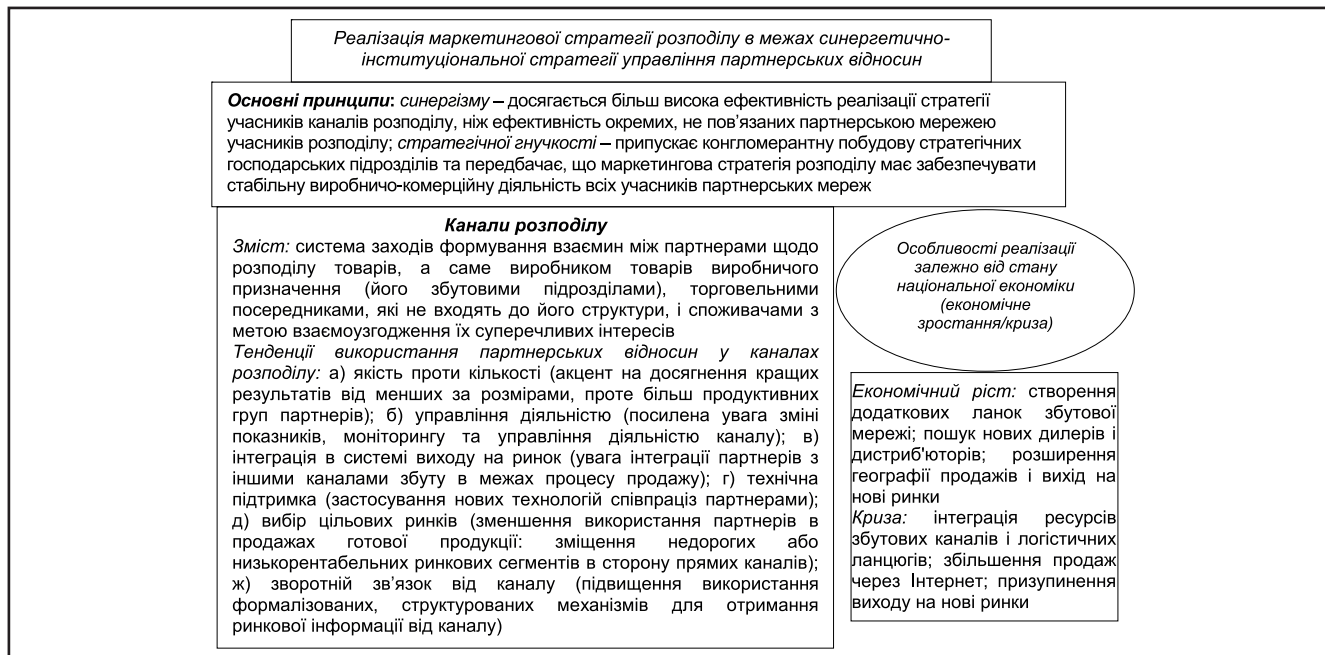 Реалізація маркетингової стратегії розподілу в межах синергетично-
інституціональної стратегії управління партнерських відносин
Основні принципи: синергізму – досягається більш висока ефективність реалізації стратегії
учасників каналів розподілу, ніж ефективність окремих, не пов’язаних партнерською мережею
учасників розподілу; стратегічної гнучкості – припускає конгломерантну побудову стратегічних
господарських підрозділів та передбачає, що маркетингова стратегія розподілу має забезпечувати
стабільну виробничо-комерційну діяльність всіх учасників партнерських мереж
Канали розподілу
Зміст: система заходів формування взаємин між партнерами щодо
розподілу товарів, а саме виробником товарів виробничого
призначення (його збутовими підрозділами), торговельними
посередниками, які не входять до його структури, і споживачами з
метою взаємоузгодження їх суперечливих інтересів
Тенденції використання партнерських відносин у каналах
розподілу: а) якість проти кількості (акцент на досягнення кращих
результатів від менших за розмірами, проте більш продуктивних
груп партнерів); б) управління діяльністю (посилена увага зміні
показників, моніторингу та управління діяльністю каналу); в)
інтеграція в системі виходу на ринок (увага інтеграції партнерів з
іншими каналами збуту в межах процесу продажу); г) технічна
підтримка (застосування нових технологій співпраціз партнерами);
д) вибір цільових ринків (зменшення використання партнерів в
продажах готової продукції: зміщення недорогих або
низькорентабельних ринкових сегментів в сторону прямих каналів);
ж) зворотній зв’язок від каналу (підвищення використання
формалізованих, структурованих механізмів для отримання
ринкової інформації від каналу)
Особливості реалізації
залежно від стану
національної економіки
(економічне
зростання/криза)
Економічний ріст: створення
додаткових ланок збутової
мережі; пошук нових дилерів і
дистриб'юторів; розширення
географії продажів і вихід на
нові ринки
Криза: інтеграція ресурсів
збутових каналів і логістичних
ланцюгів; збільшення продаж
через Інтернет; призупинення
виходу на нові ринки